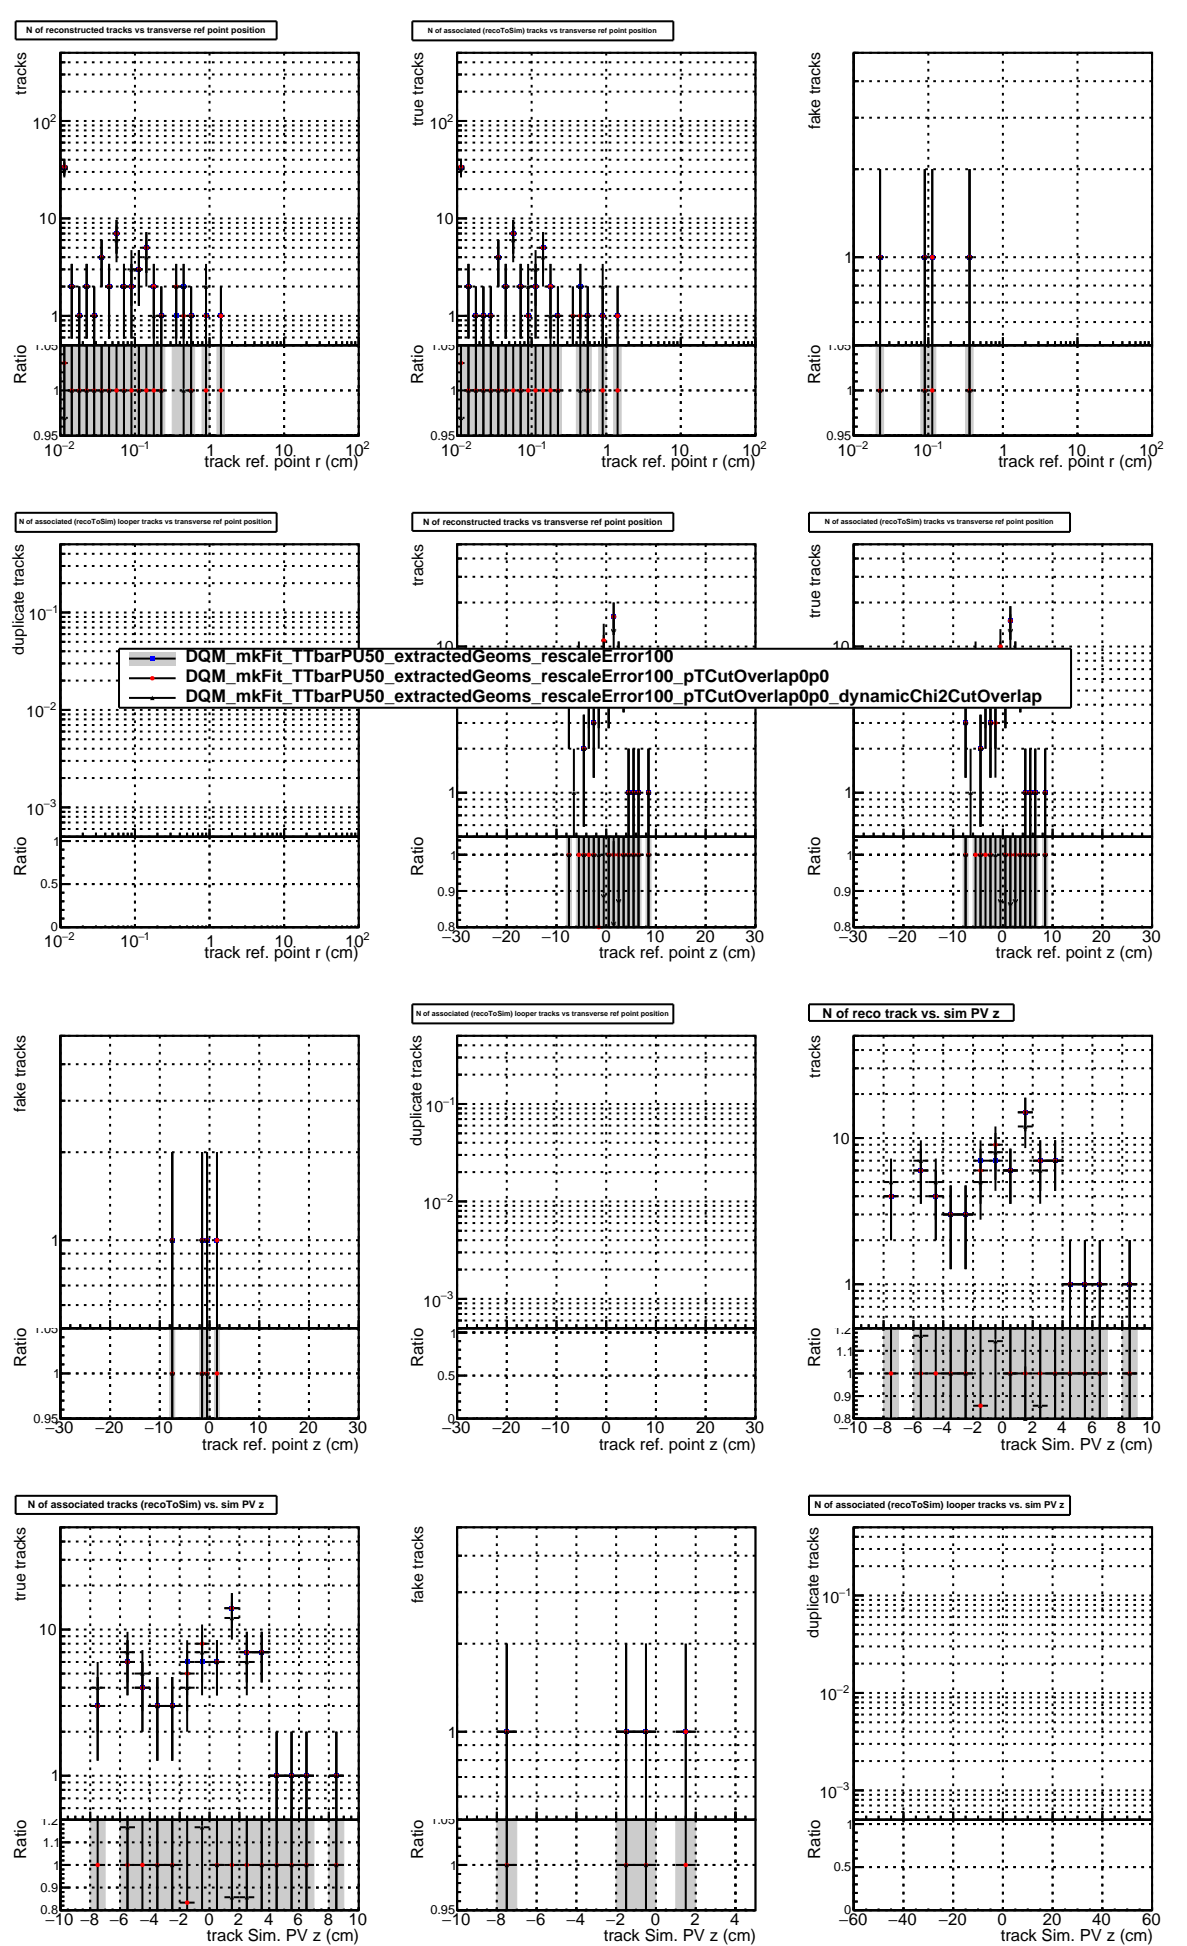 N of reconstructed tracks vs transverse ref point position
tracks
10²
10
1
Ratio
1.05
1
0.95
10⁻² 10⁻¹ 1 10 10²
track ref. point r (cm)
N of associated (recoToSim) tracks vs transverse ref point position
true tracks
10²
10
1
Ratio
1.05
1
0.95
10⁻² 10⁻¹ 1 10 10²
track ref. point r (cm)
fake tracks
1
Ratio
1.05
1
0.95
10⁻² 10⁻¹ 1 10 10²
track ref. point r (cm)
N of associated (recoToSim) looper tracks vs transverse ref point position
duplicate tracks
10⁻¹
10⁻²
10⁻³
Ratio
1
0.5
0
10⁻² 10⁻¹ 1 10 10²
track ref. point r (cm)
N of reconstructed tracks vs transverse ref point position
tracks
10
1
Ratio
1
0.9
0.8
−30 −20 −10 0 10 20 30
track ref. point z (cm)
N of associated (recoToSim) tracks vs transverse ref point position
true tracks
10
1
Ratio
1
0.9
0.8
−30 −20 −10 0 10 20 30
track ref. point z (cm)
DQM_mkFit_TTbarPU50_extractedGeoms_rescaleError100
DQM_mkFit_TTbarPU50_extractedGeoms_rescaleError100_pTCutOverlap0p0
DQM_mkFit_TTbarPU50_extractedGeoms_rescaleError100_pTCutOverlap0p0_dynamicChi2CutOverlap
fake tracks
1
Ratio
1.05
1
0.95
−30 −20 −10 0 10 20 30
track ref. point z (cm)
N of associated (recoToSim) looper tracks vs transverse ref point position
duplicate tracks
10⁻¹
10⁻²
10⁻³
Ratio
1
0.5
0
−30 −20 −10 0 10 20 30
track ref. point z (cm)
N of reco track vs. sim PV z
tracks
10
1
Ratio
1.2
1.1
1
0.9
0.8
−10 −8 −6 −4 −2 0 2 4 6 8 10
track Sim. PV z (cm)
N of associated tracks (recoToSim) vs. sim PV z
true tracks
10
1
Ratio
1.2
1.1
1
0.9
0.8
−10 −8 −6 −4 −2 0 2 4 6 8 10
track Sim. PV z (cm)
fake tracks
1
Ratio
1.05
1
0.95
−10 −8 −6 −4 −2 0 2 4
track Sim. PV z (cm)
N of associated (recoToSim) looper tracks vs. sim PV z
duplicate tracks
10⁻¹
10⁻²
10⁻³
Ratio
1
0.5
0
−60 −40 −20 0 20 40 60
track Sim. PV z (cm)